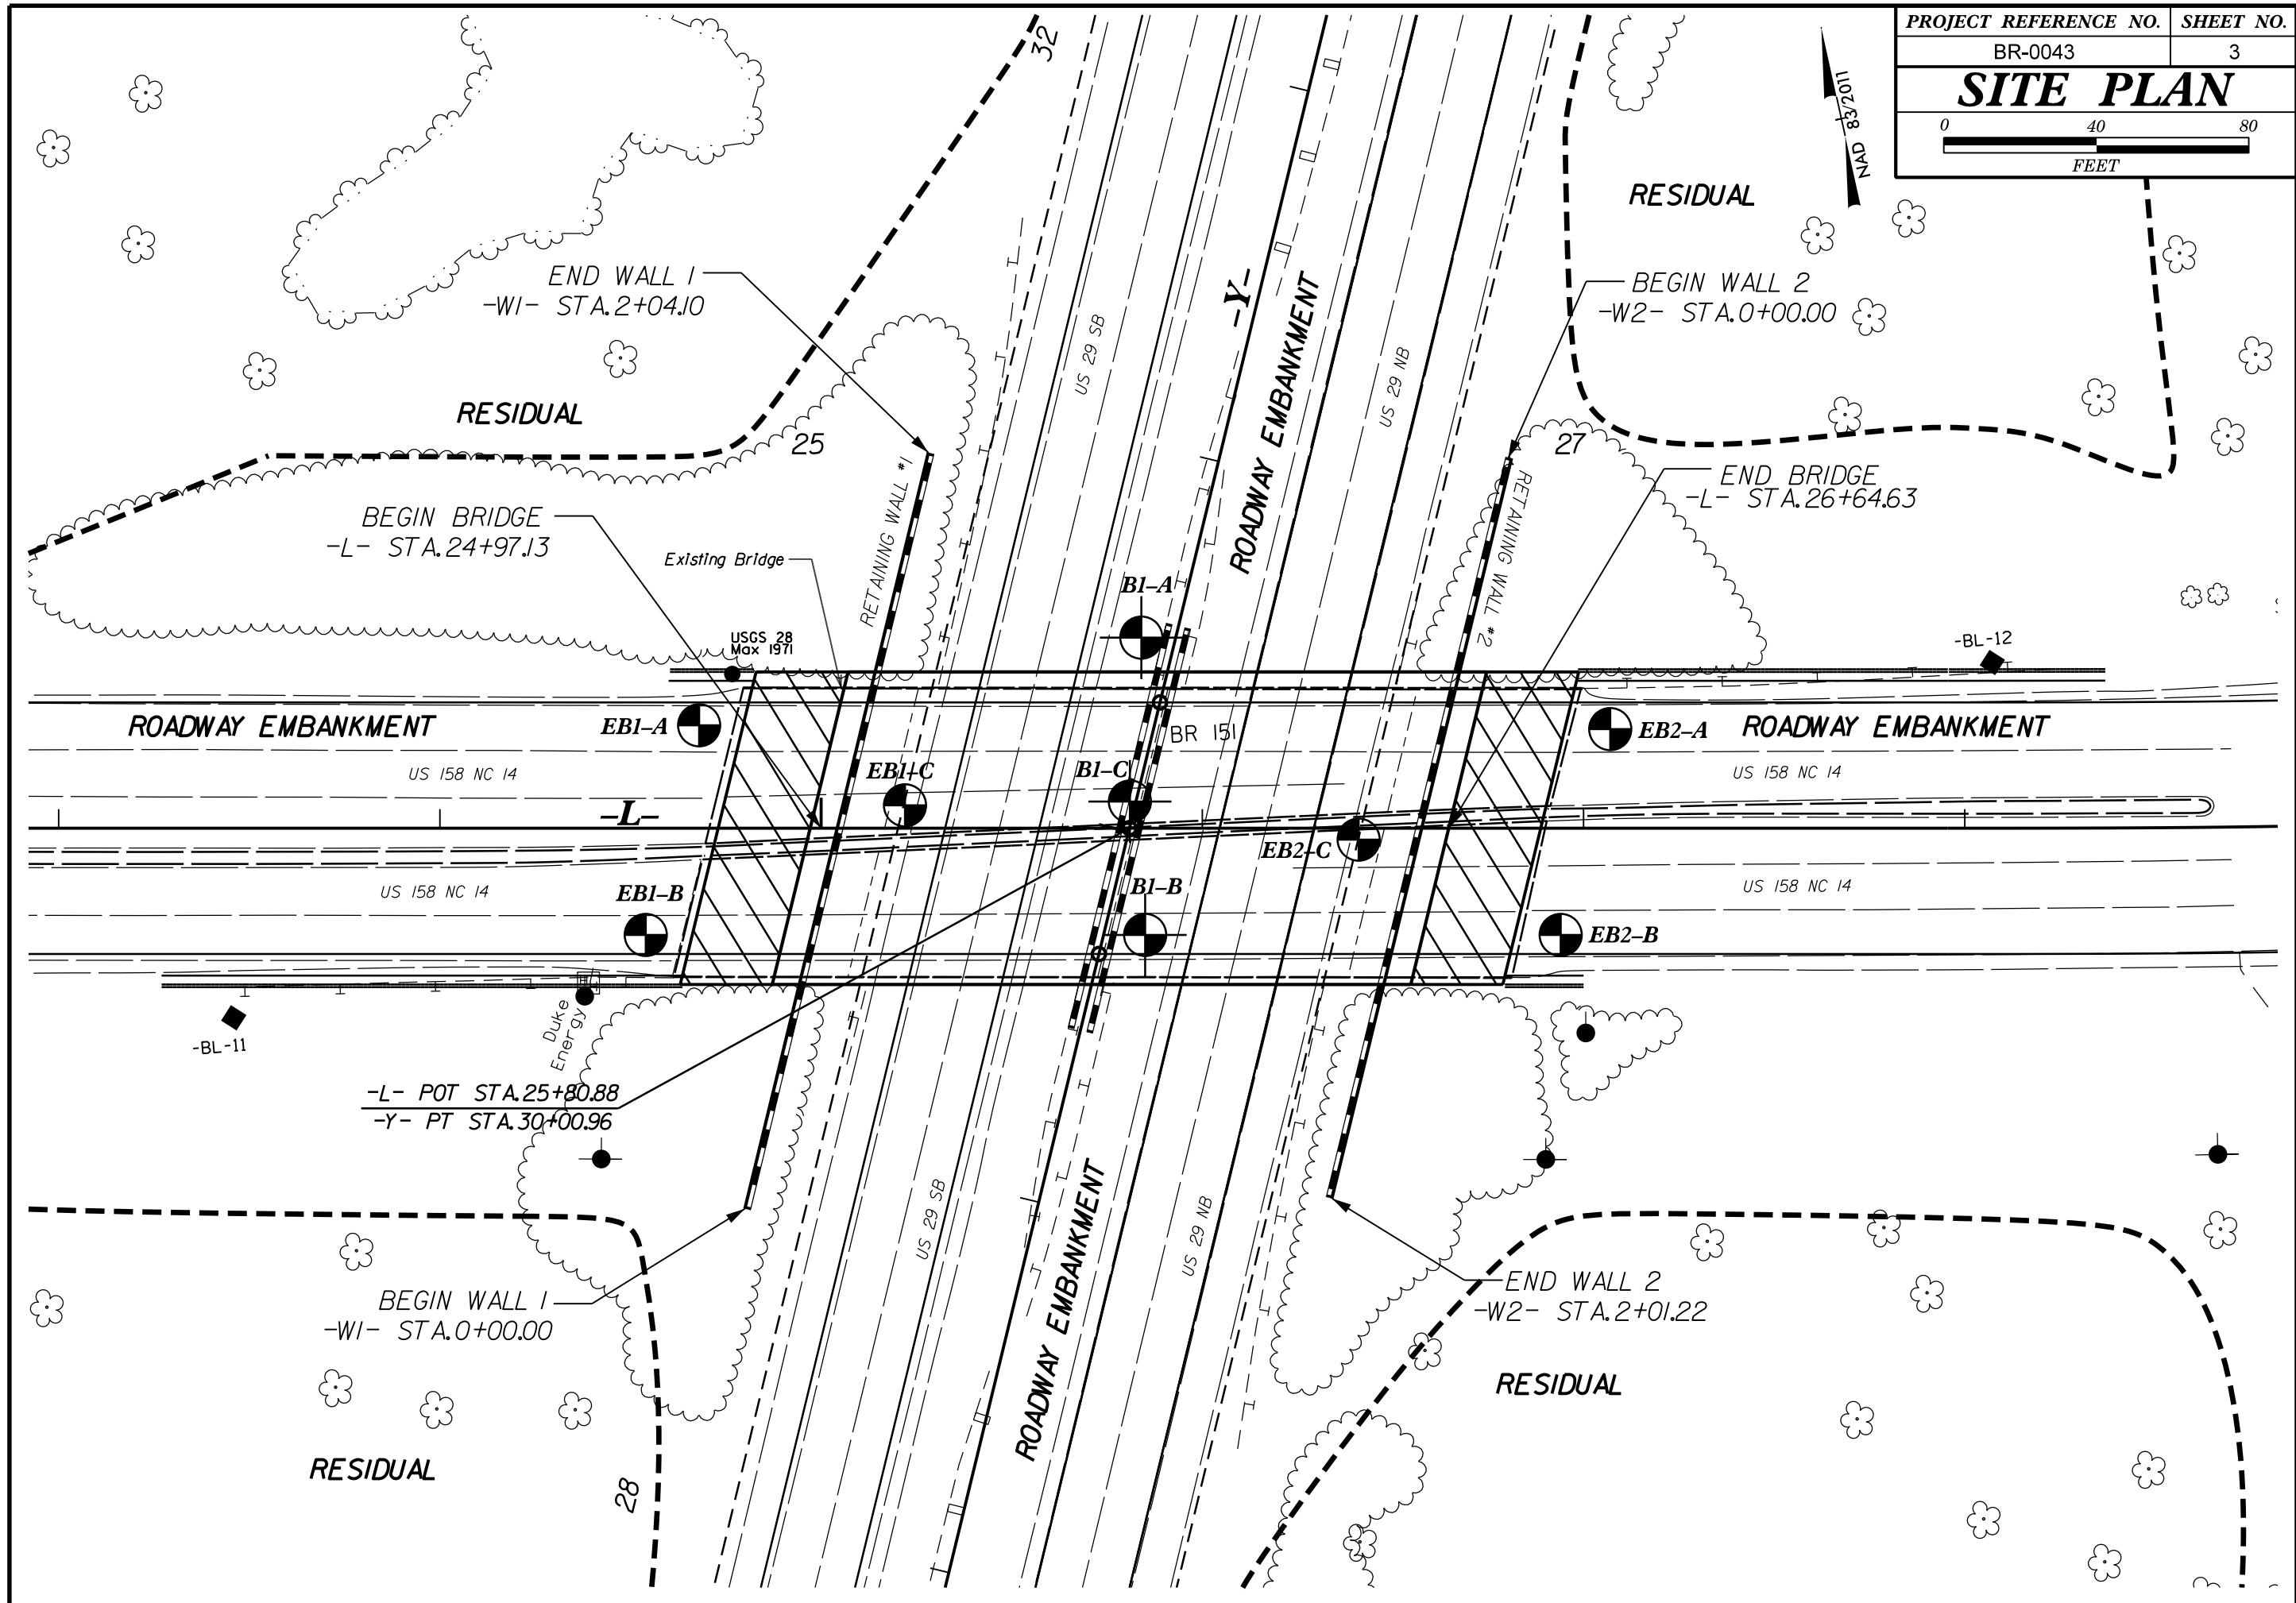 PROJECT REFERENCE NO. SHEET NO.
BR-0043 3
SITE PLAN
0 40 80
FEET
NAD 83/2011
32
RESIDUAL
END WALL 1
-W1- STA.2+04.10
-Y-
ROADWAY EMBANKMENT
US 29 SB
US 29 NB
BEGIN WALL 2
-W2- STA.0+00.00
RESIDUAL
25
27
RETAINING WALL #1
RETAINING WALL #2
END BRIDGE
-L- STA.26+64.63
BEGIN BRIDGE
-L- STA.24+97.13
Existing Bridge
B1-A
USGS 28
Max 1971
-BL-12
ROADWAY EMBANKMENT
EB1-A
BR 151
EB2-A
ROADWAY EMBANKMENT
US 158 NC 14
EB1-C
B1-C
US 158 NC 14
-L-
EB2-C
US 158 NC 14
EB1-B
B1-B
US 158 NC 14
EB2-B
-BL-11
Duke
Energy
-L- POT STA.25+80.88
-Y- PT STA.30+00.96
US 29 SB
ROADWAY EMBANKMENT
US 29 NB
BEGIN WALL 1
-W1- STA.0+00.00
END WALL 2
-W2- STA.2+01.22
RESIDUAL
RESIDUAL
28